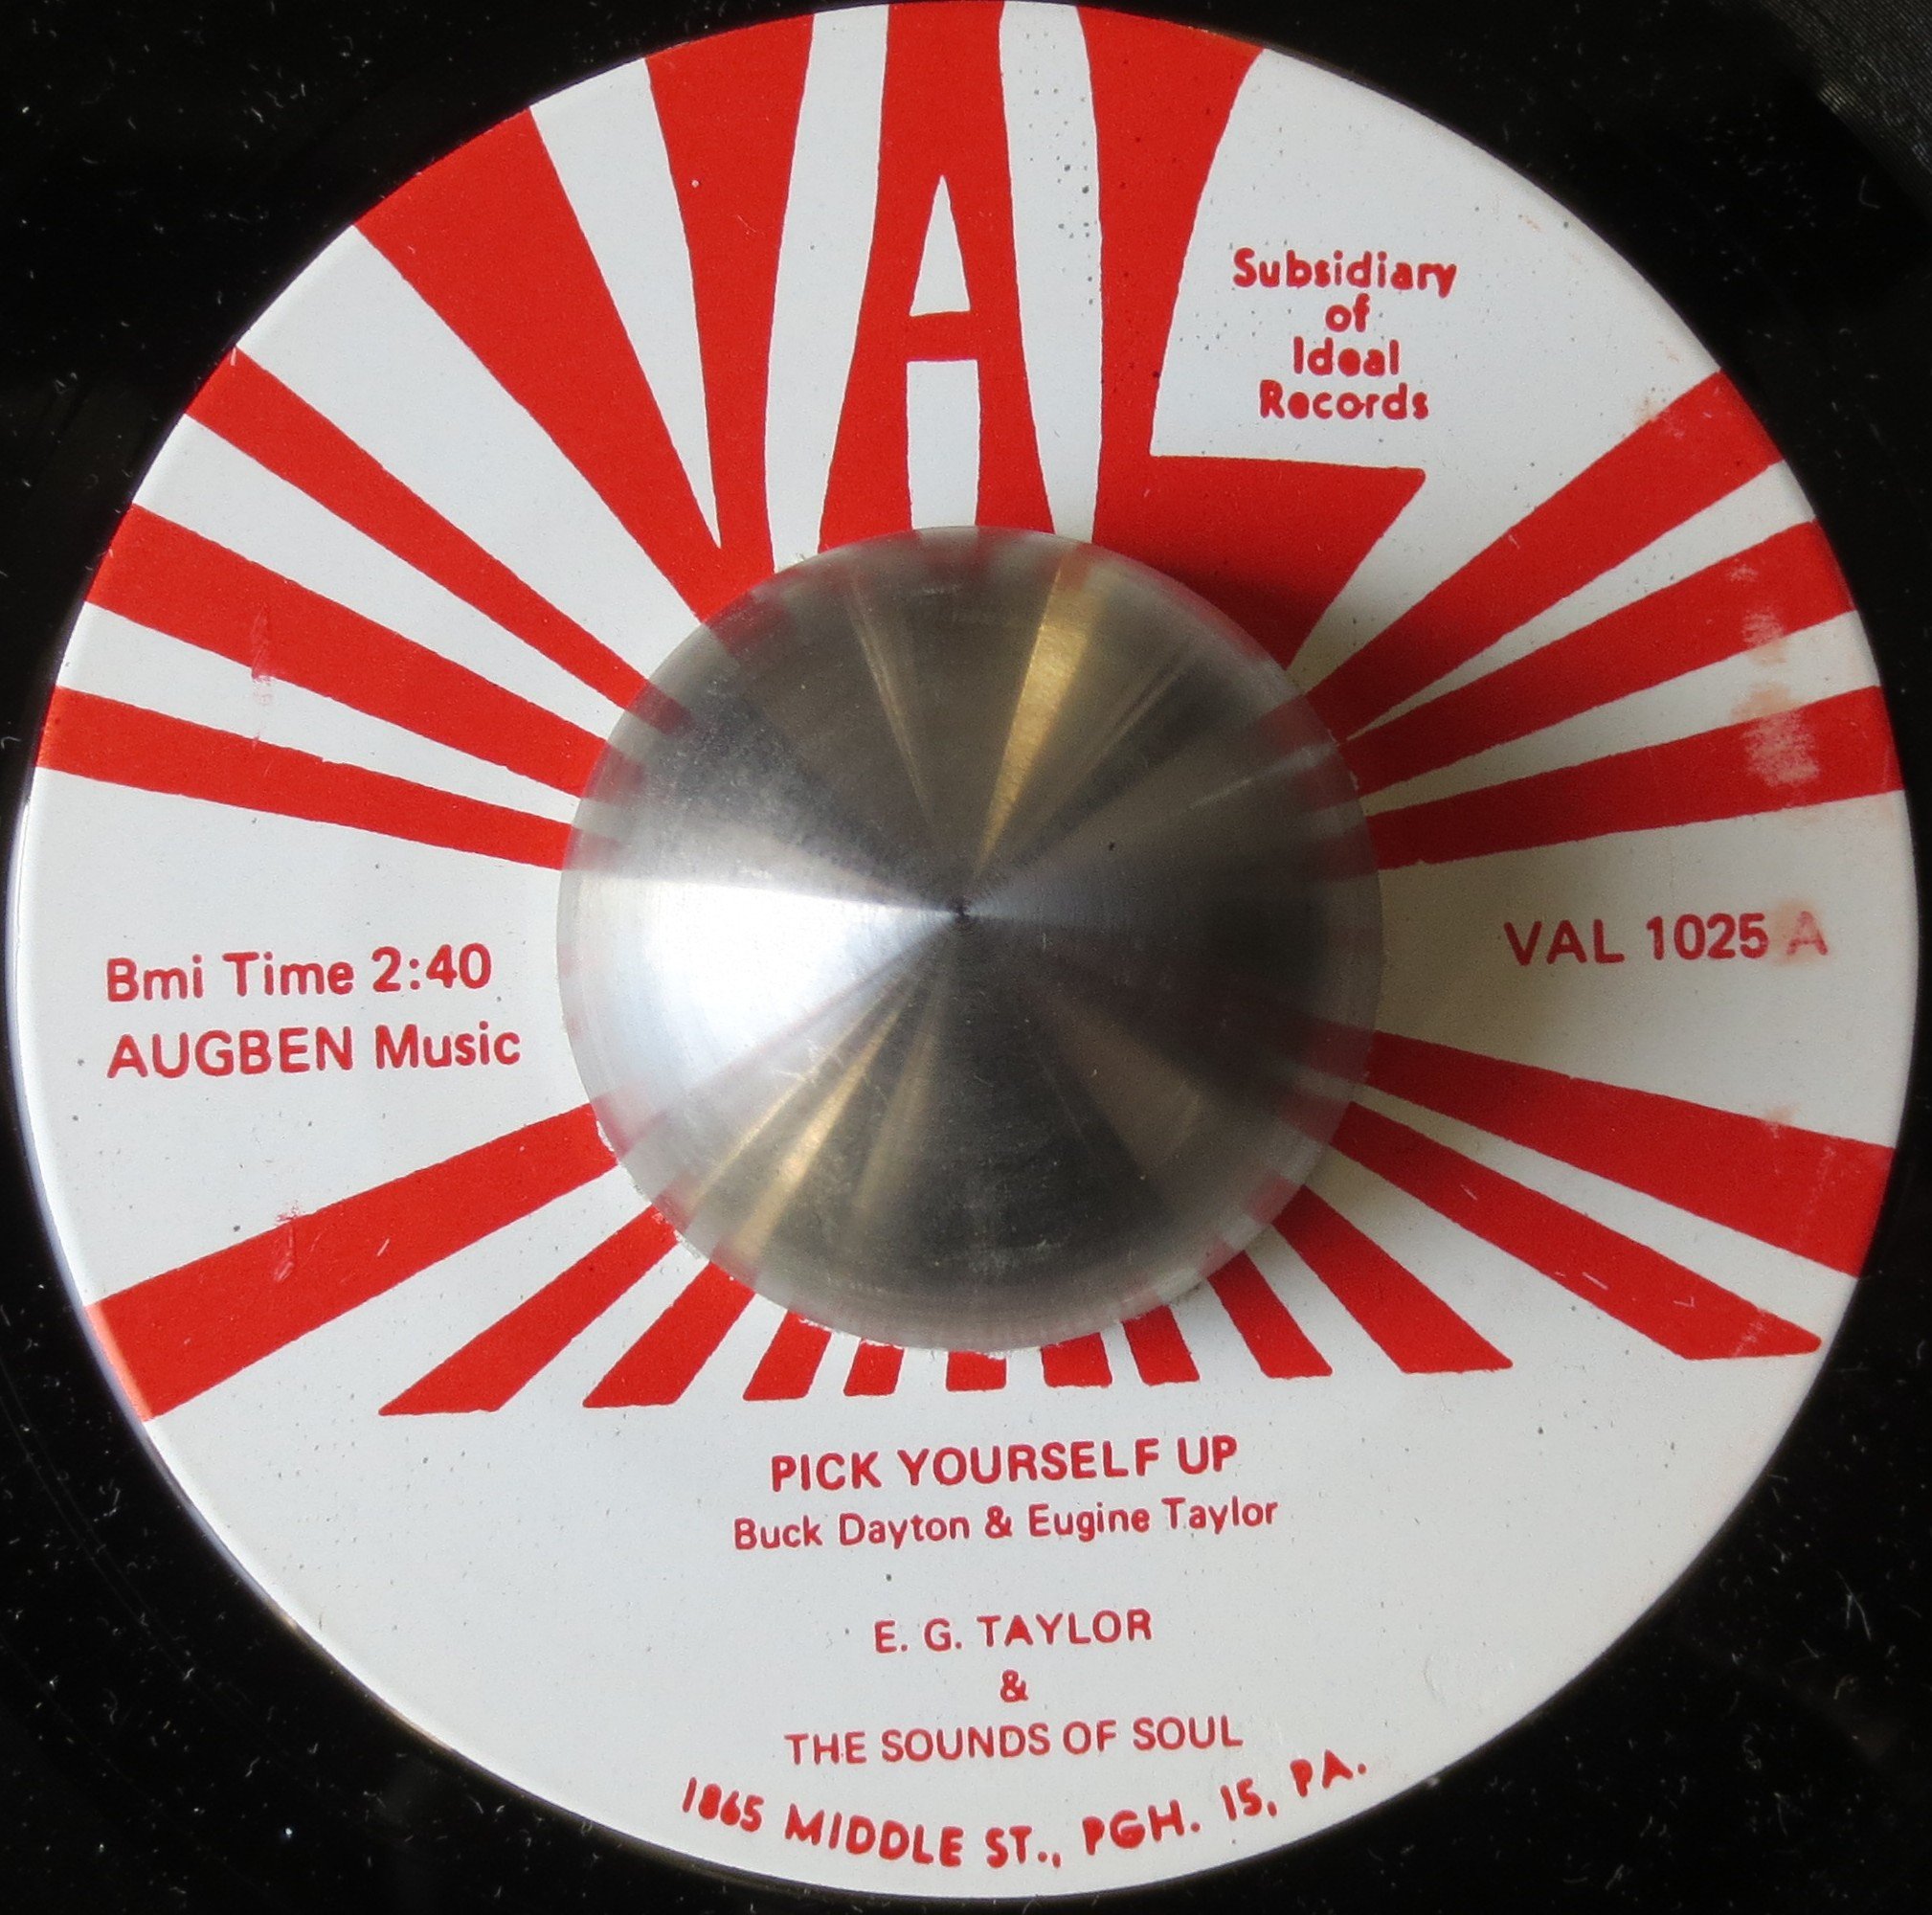 VAL
Subsidiary
of
Ideal
Records
Bmi Time 2:40
AUGBEN Music
VAL 1025 A
PICK YOURSELF UP
Buck Dayton & Eugine Taylor
E. G. TAYLOR
&
THE SOUNDS OF SOUL
1865 MIDDLE ST., PGH. 15, PA.